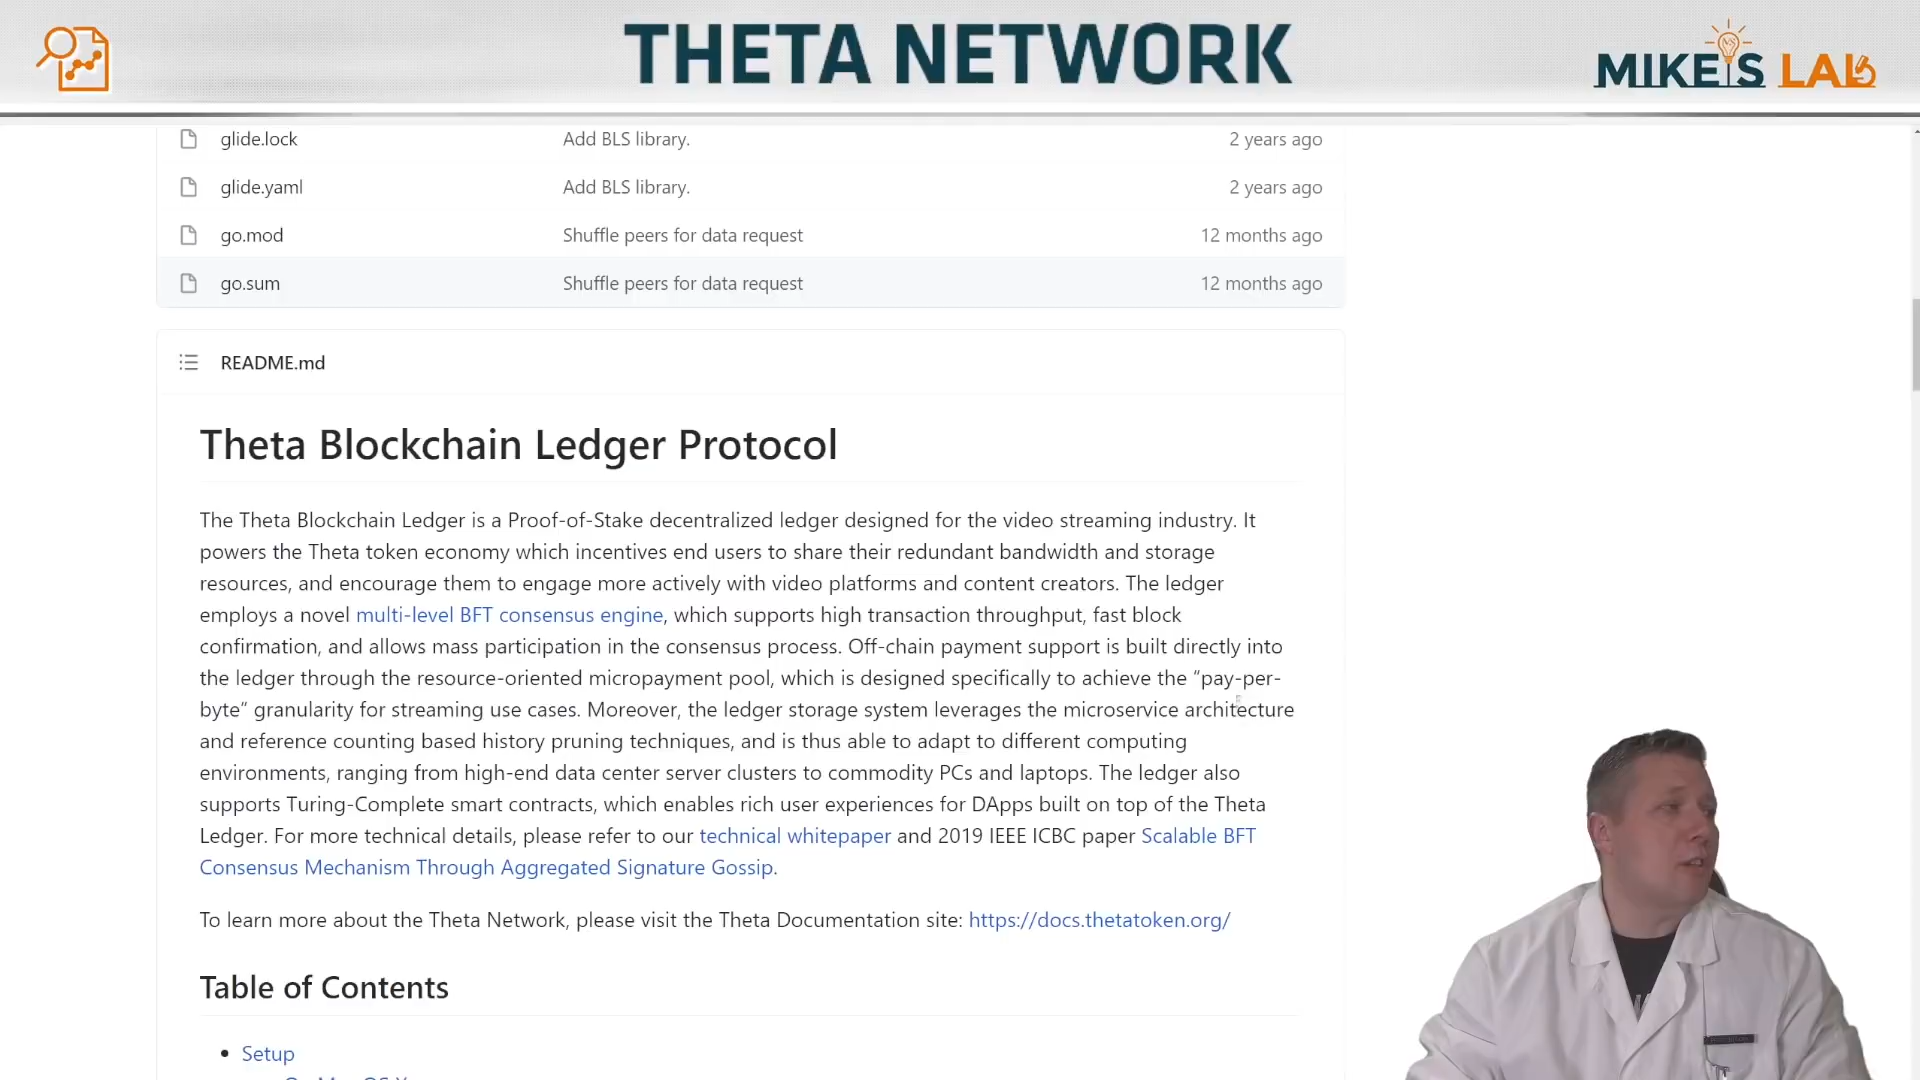 THETA NETWORK
MIKE'S LAB
glide.lock Add BLS library. 2 years ago
glide.yaml Add BLS library. 2 years ago
go.mod Shuffle peers for data request 12 months ago
go.sum Shuffle peers for data request 12 months ago
README.md
Theta Blockchain Ledger Protocol
The Theta Blockchain Ledger is a Proof-of-Stake decentralized ledger designed for the video streaming industry. It
powers the Theta token economy which incentives end users to share their redundant bandwidth and storage
resources, and encourage them to engage more actively with video platforms and content creators. The ledger
employs a novel multi-level BFT consensus engine, which supports high transaction throughput, fast block
confirmation, and allows mass participation in the consensus process. Off-chain payment support is built directly into
the ledger through the resource-oriented micropayment pool, which is designed specifically to achieve the “pay-per-
byte“ granularity for streaming use cases. Moreover, the ledger storage system leverages the microservice architecture
and reference counting based history pruning techniques, and is thus able to adapt to different computing
environments, ranging from high-end data center server clusters to commodity PCs and laptops. The ledger also
supports Turing-Complete smart contracts, which enables rich user experiences for DApps built on top of the Theta
Ledger. For more technical details, please refer to our technical whitepaper and 2019 IEEE ICBC paper Scalable BFT
Consensus Mechanism Through Aggregated Signature Gossip.
To learn more about the Theta Network, please visit the Theta Documentation site: https://docs.thetatoken.org/
Table of Contents
Setup